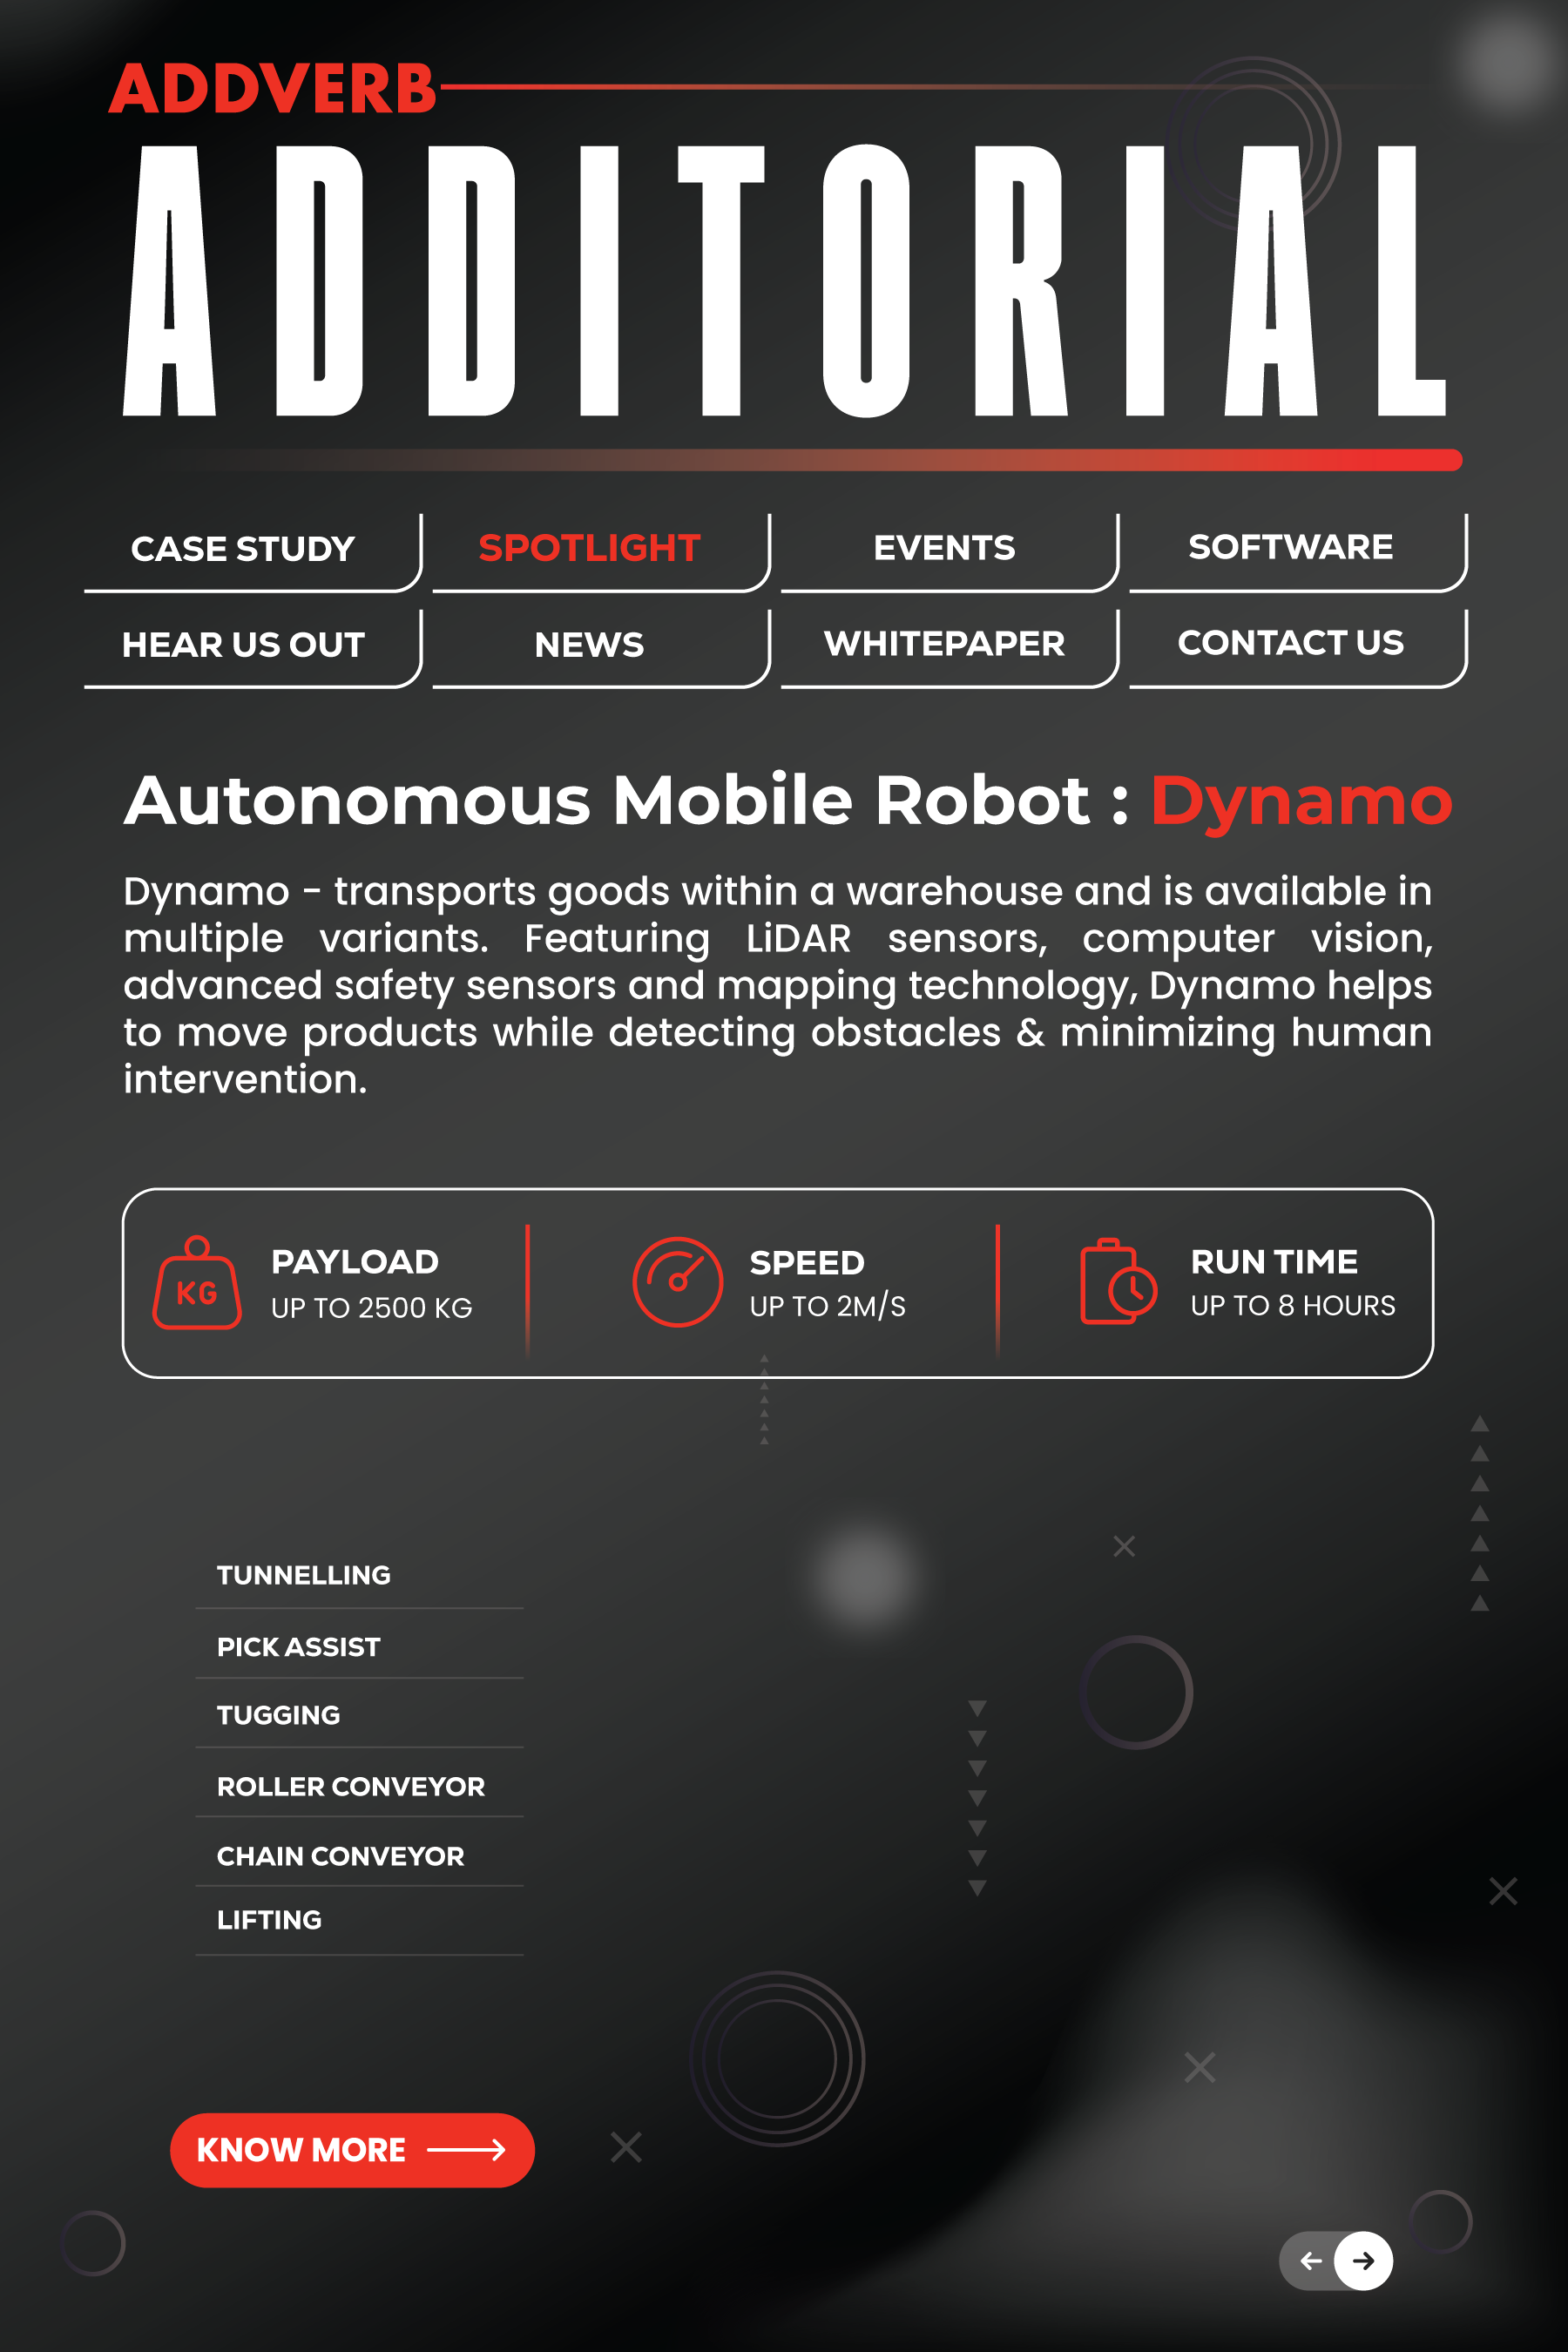 ADDVERB
ADDITORIAL
CASE STUDY
SPOTLIGHT
EVENTS
SOFTWARE
HEAR US OUT
NEWS
WHITEPAPER
CONTACT US
Autonomous Mobile Robot : Dynamo
Dynamo - transports goods within a warehouse and is available in
multiple variants. Featuring LiDAR sensors, computer vision,
advanced safety sensors and mapping technology, Dynamo helps
to move products while detecting obstacles & minimizing human
intervention.
KG
PAYLOAD
UP TO 2500 KG
SPEED
UP TO 2M/S
RUN TIME
UP TO 8 HOURS
TUNNELLING
PICK ASSIST
TUGGING
ROLLER CONVEYOR
CHAIN CONVEYOR
LIFTING
KNOW MORE